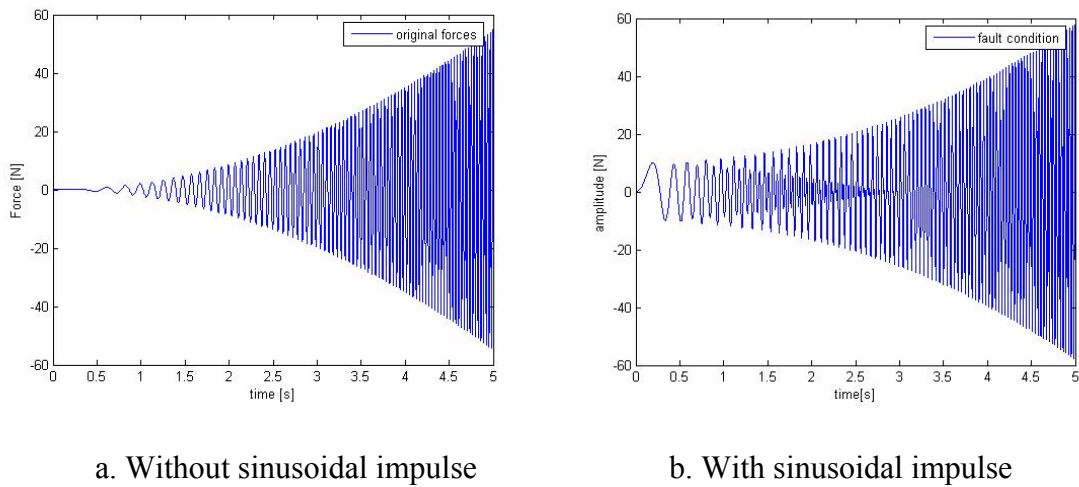 original forces
60
40
20
0
-20
-40
-60
Force [N]
0 0.5 1 1.5 2 2.5 3 3.5 4 4.5 5
time [s]
fault condition
60
40
20
0
-20
-40
-60
amplitude [N]
0 0.5 1 1.5 2 2.5 3 3.5 4 4.5 5
time[s]
a. Without sinusoidal impulse
b. With sinusoidal impulse